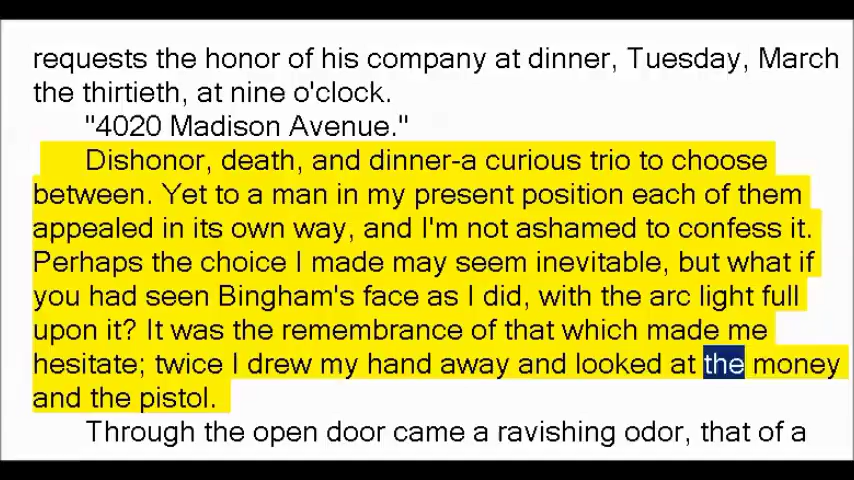 requests the honor of his company at dinner, Tuesday, March
the thirtieth, at nine o'clock.
"4020 Madison Avenue."
Dishonor, death, and dinner-a curious trio to choose
between. Yet to a man in my present position each of them
appealed in its own way, and I'm not ashamed to confess it.
Perhaps the choice I made may seem inevitable, but what if
you had seen Bingham's face as I did, with the arc light full
upon it? It was the remembrance of that which made me
hesitate; twice I drew my hand away and looked at the money
and the pistol.
Through the open door came a ravishing odor, that of a